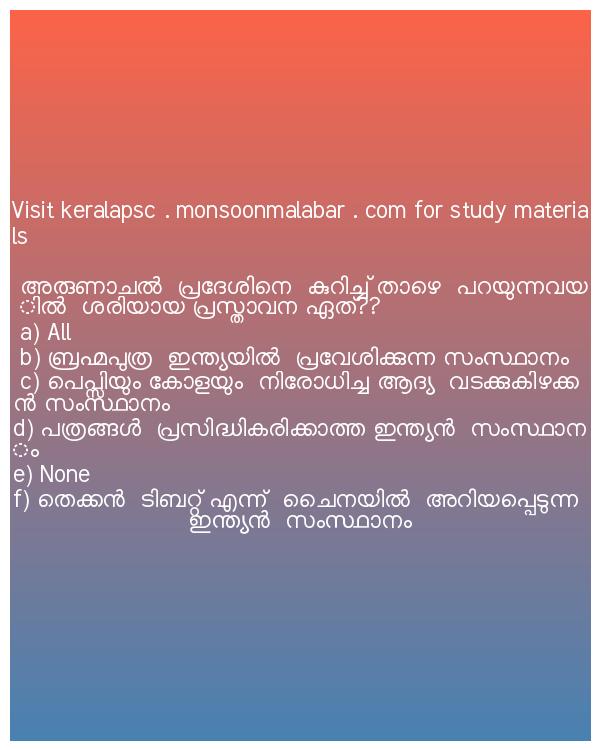 Visit keralapsc . monsoonmalabar . com for study materia
ls
അരുണാചൽ പ്രദേശിനെ കുറിച്ച് താഴെ പറയുന്നവയ
ിൽ ശരിയായ പ്രസ്താവന ഏത്??
a) All
b) ബ്രഹ്മപുത്ര ഇന്ത്യയിൽ പ്രവേശിക്കുന്ന സംസ്ഥാനം
c) പെപ്സിയും കോളയും നിരോധിച്ച ആദ്യ വടക്കുകിഴക്ക
ൻ സംസ്ഥാനം
d) പത്രങ്ങൾ പ്രസിദ്ധികരിക്കാത്ത ഇന്ത്യൻ സംസ്ഥാന
ം
e) None
f) തെക്കൻ ടിബറ്റ് എന്ന് ചൈനയിൽ അറിയപ്പെടുന്ന
ഇന്ത്യൻ സംസ്ഥാനം